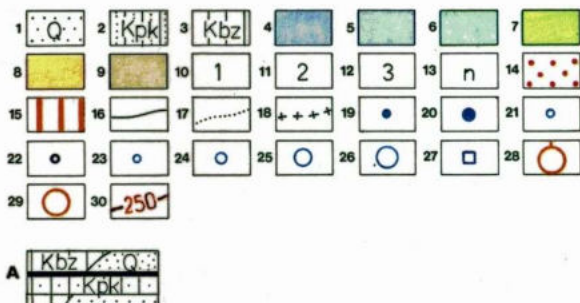 1 Q 2 Kpk 3 Kbz 4 5 6 7
8 9 10 1 11 2 12 3 13 n 14
15 16 17 18 19 20 21
22 23 24 25 26 27 28
29 30 -250-
A Kbz Q
Kpk